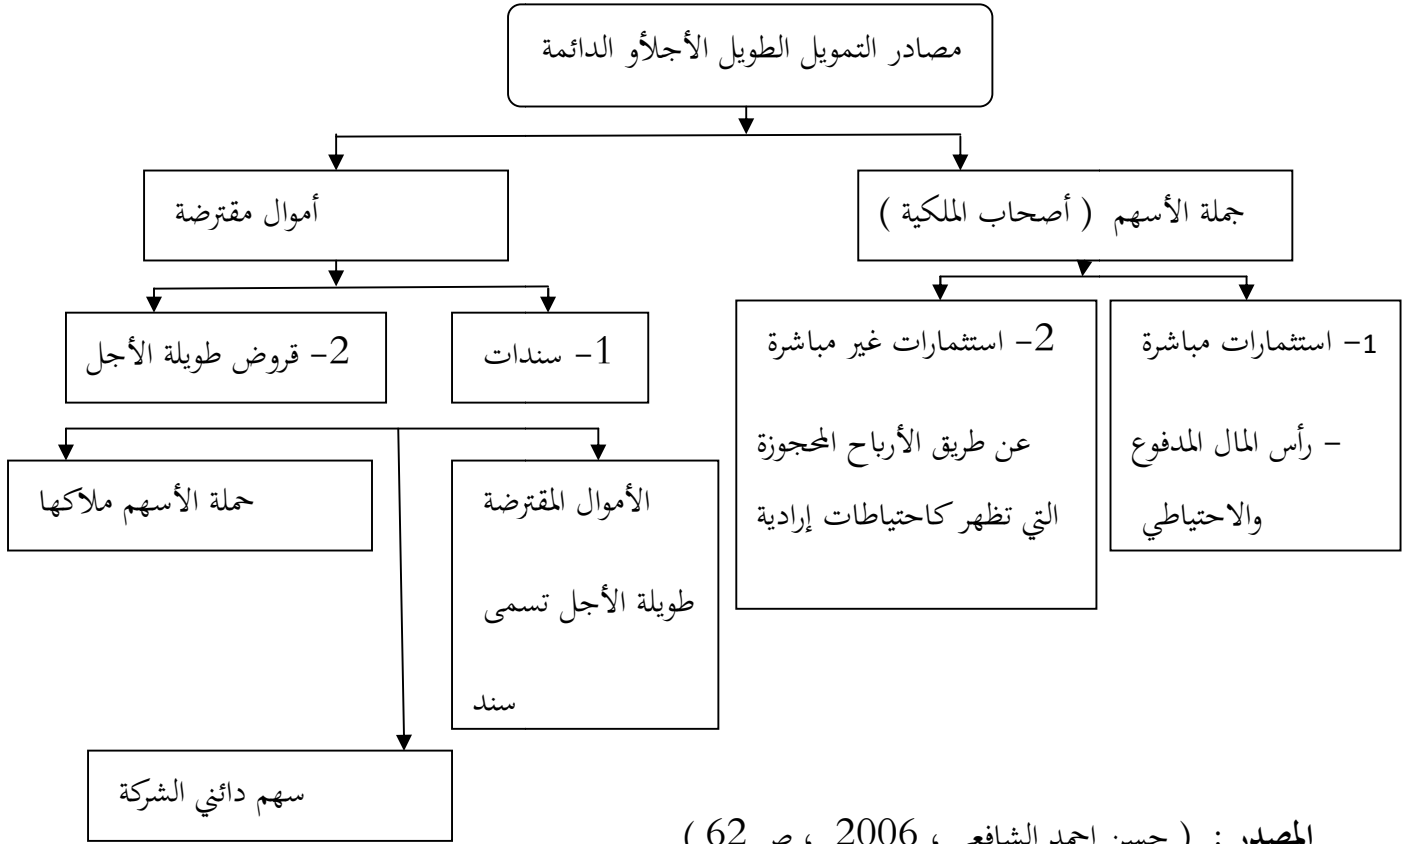 مصادر التمويل الطويل الأجلأو الدائمة
جملة الأسهم ( أصحاب الملكية )
أموال مقترضة
1- استثمارات مباشرة
- رأس المال المدفوع
والاحتياطي
2- استثمارات غير مباشرة
عن طريق الأرباح المحجوزة
التي تظهر كاحتياطات إرادية
1- سندات
2- قروض طويلة الأجل
الأموال المقترضة
طويلة الأجل تسمى
سند
حملة الأسهم ملاكها
سهم دائني الشركة
المصدر : ( حسن احمد الشافعي ، 2006 ، ص 62 )